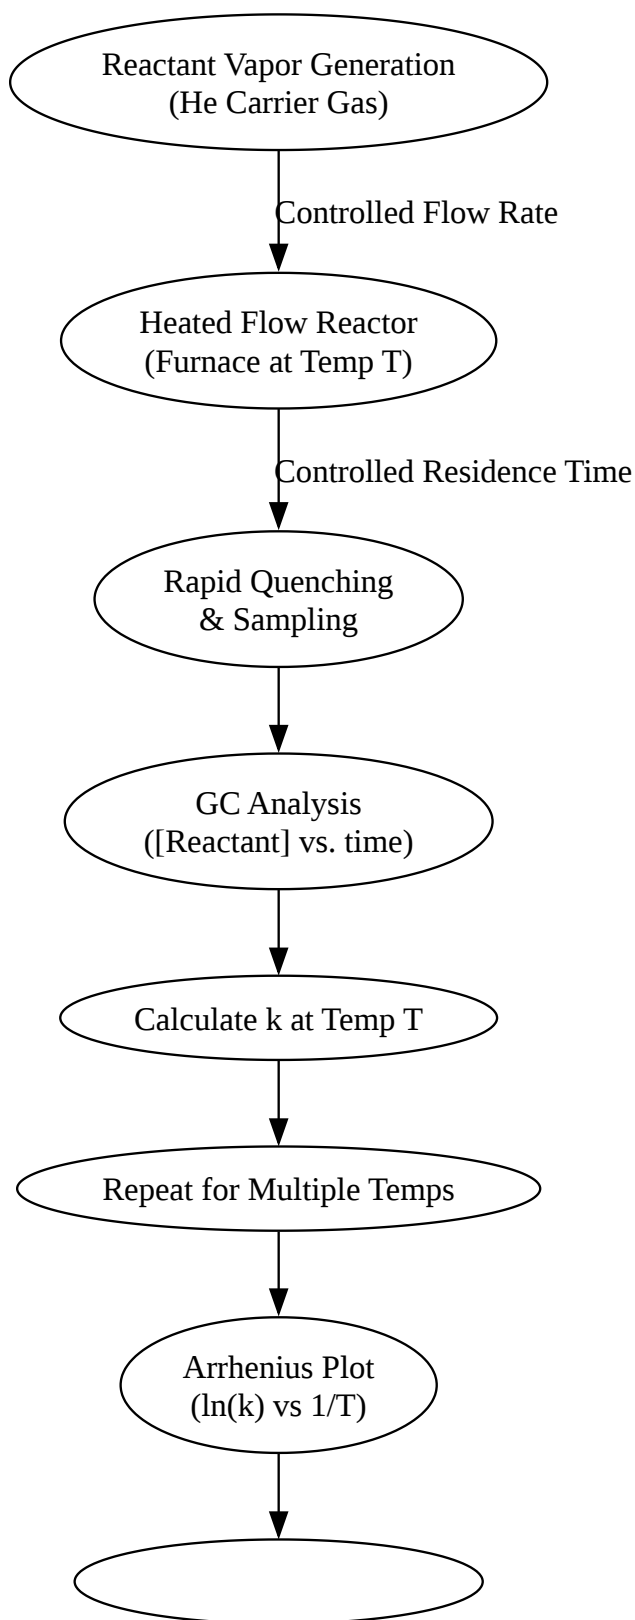 Reactant Vapor Generation
(He Carrier Gas)
Controlled Flow Rate
Heated Flow Reactor
(Furnace at Temp T)
Controlled Residence Time
Rapid Quenching
& Sampling
GC Analysis
([Reactant] vs. time)
Calculate k at Temp T
Repeat for Multiple Temps
Arrhenius Plot
(ln(k) vs 1/T)